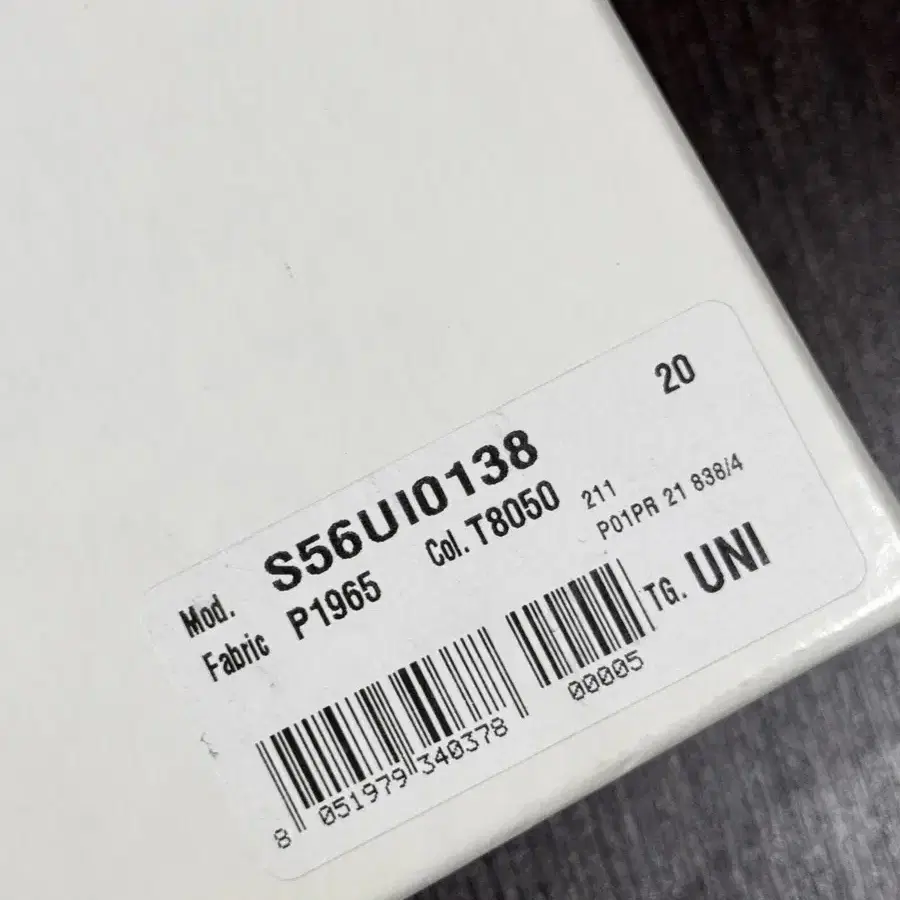 20
Mod. S56UI0138
Fabric P1965 Col. T8050 211
P01PR 21 838/4
TG. UNI
8 051979 340378 00005